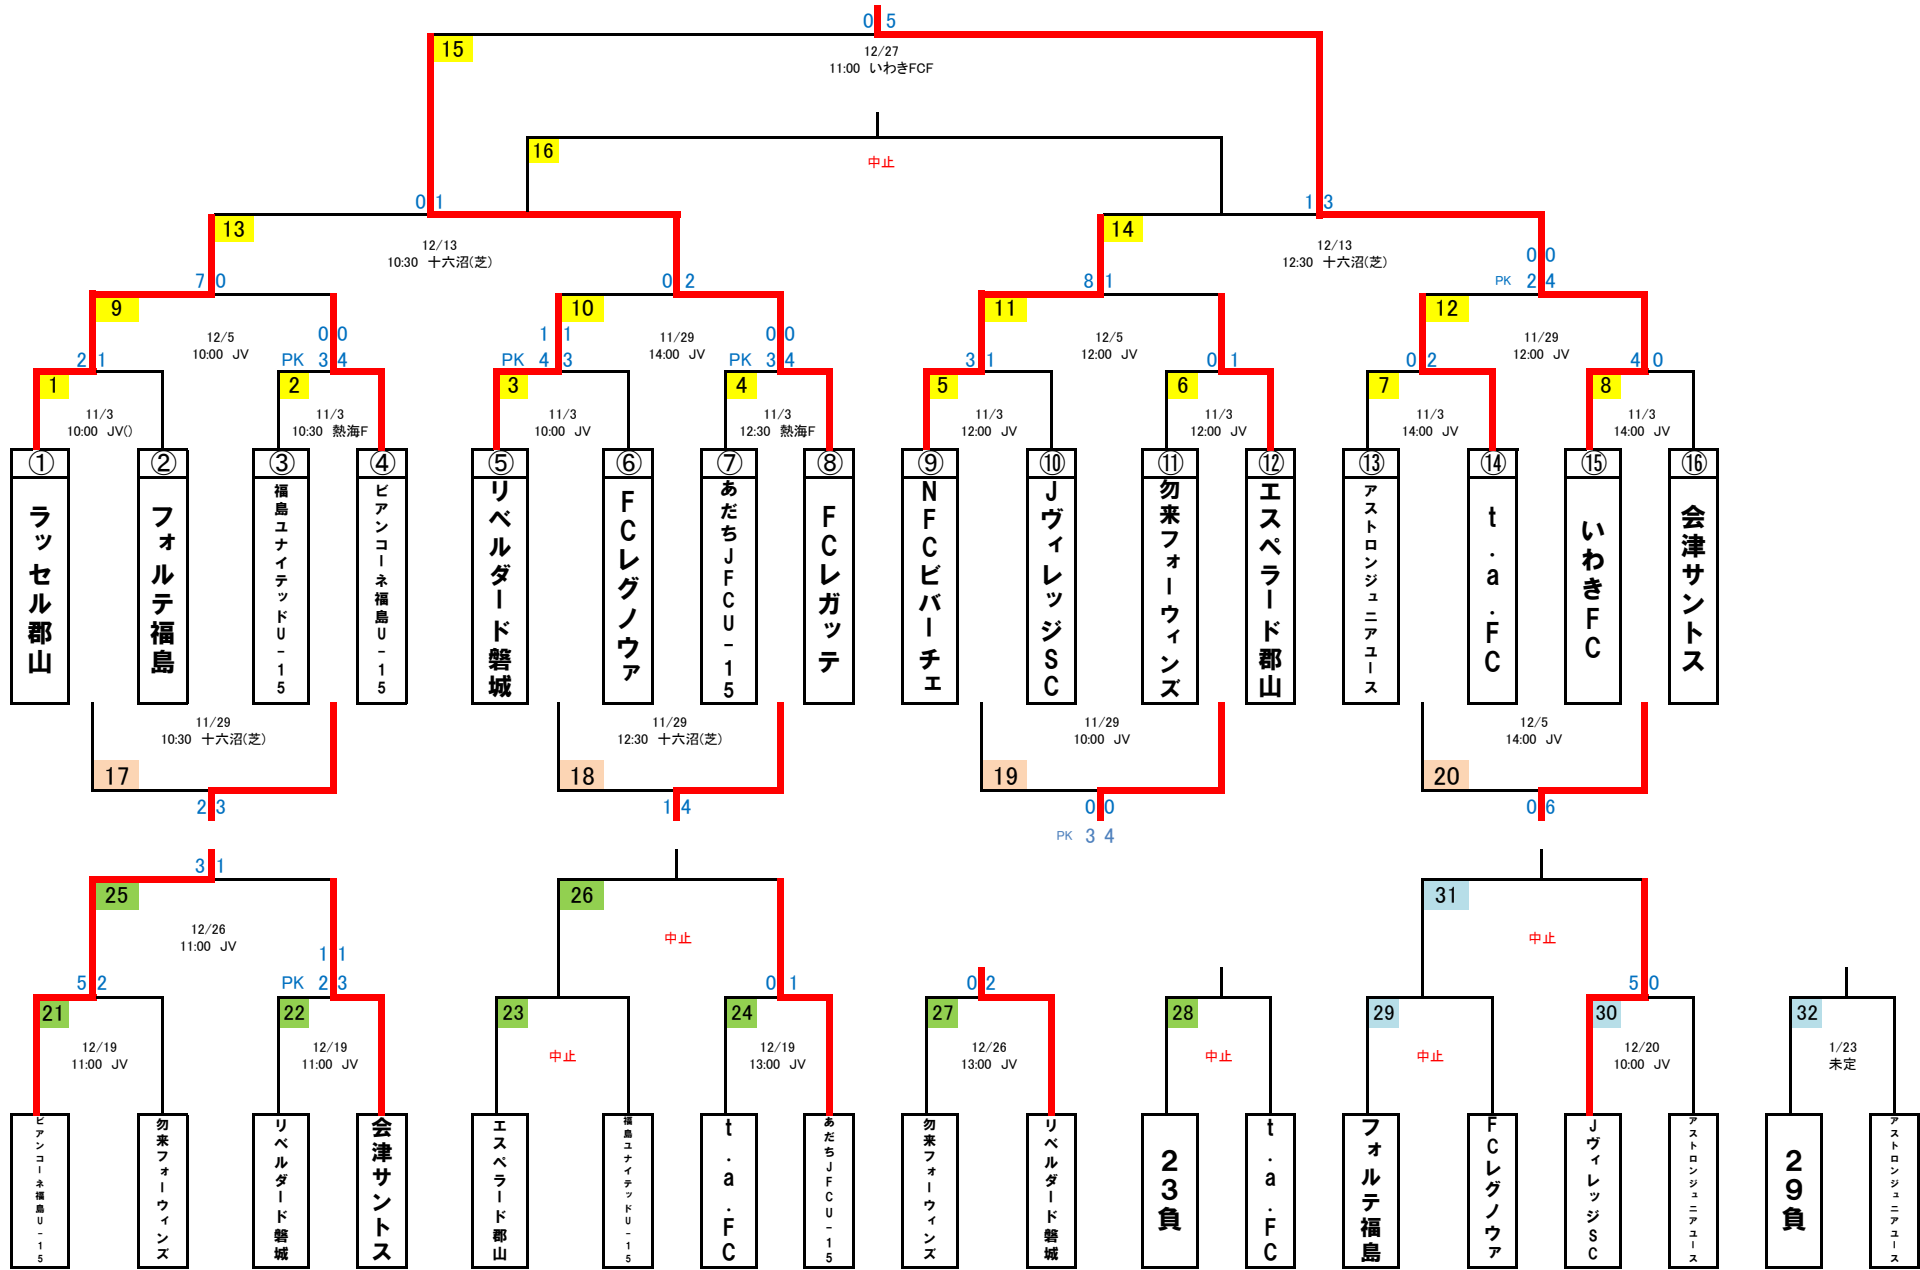 0 5
15
12/27
11:00 いわきFCF
16
中止
0 1
1 3
13
12/13
10:30 十六沼(芝)
14
12/13
12:30 十六沼(芝)
0 0
PK 2 4
7 0
0 2
8 1
9
12/5
10:00 JV
10
11/29
14:00 JV
11
12/5
12:00 JV
12
11/29
12:00 JV
2 1
0 0
PK 3 4
1 1
PK 4 3
0 0
PK 3 4
3 1
0 1
0 2
4 0
1
11/3
10:00 JV()
2
11/3
10:30 熱海F
3
11/3
10:00 JV
4
11/3
12:30 熱海F
5
11/3
12:00 JV
6
11/3
12:00 JV
7
11/3
14:00 JV
8
11/3
14:00 JV
① ラッセル郡山
② フォルテ福島
③ 福島ユナイテッドU-15
④ ビアンコーネ福島U-15
⑤ リベルダード磐城
⑥ FCレグノウァ
⑦ あだちJFCU-15
⑧ FCレガッテ
⑨ NFCビバーチェ
⑩ JヴィレッジSC
⑪ 勿来フォーウィンズ
⑫ エスペラード郡山
⑬ アストロンジュニアユース
⑭ t.a.FC
⑮ いわきFC
⑯ 会津サントス
11/29
10:30 十六沼(芝)
17
2 3
11/29
12:30 十六沼(芝)
18
1 4
11/29
10:00 JV
19
0 0
PK 3 4
12/5
14:00 JV
20
0 6
3 1
25
12/26
11:00 JV
26
中止
31
中止
5 2
1 1
PK 2 3
0 1
0 2
5 0
21
12/19
11:00 JV
22
12/19
11:00 JV
23
中止
24
12/19
13:00 JV
27
12/26
13:00 JV
28
中止
29
中止
30
12/20
10:00 JV
32
1/23
未定
ビアンコーネ福島U-15
勿来フォーウィンズ
リベルダード磐城
会津サントス
エスペラード郡山
福島ユナイテッドU-15
t.a.FC
あだちJFCU-15
勿来フォーウィンズ
リベルダード磐城
23負
t.a.FC
フォルテ福島
FCレグノウァ
JヴィレッジSC
アストロンジュニアユース
29負
アストロンジュニアユース